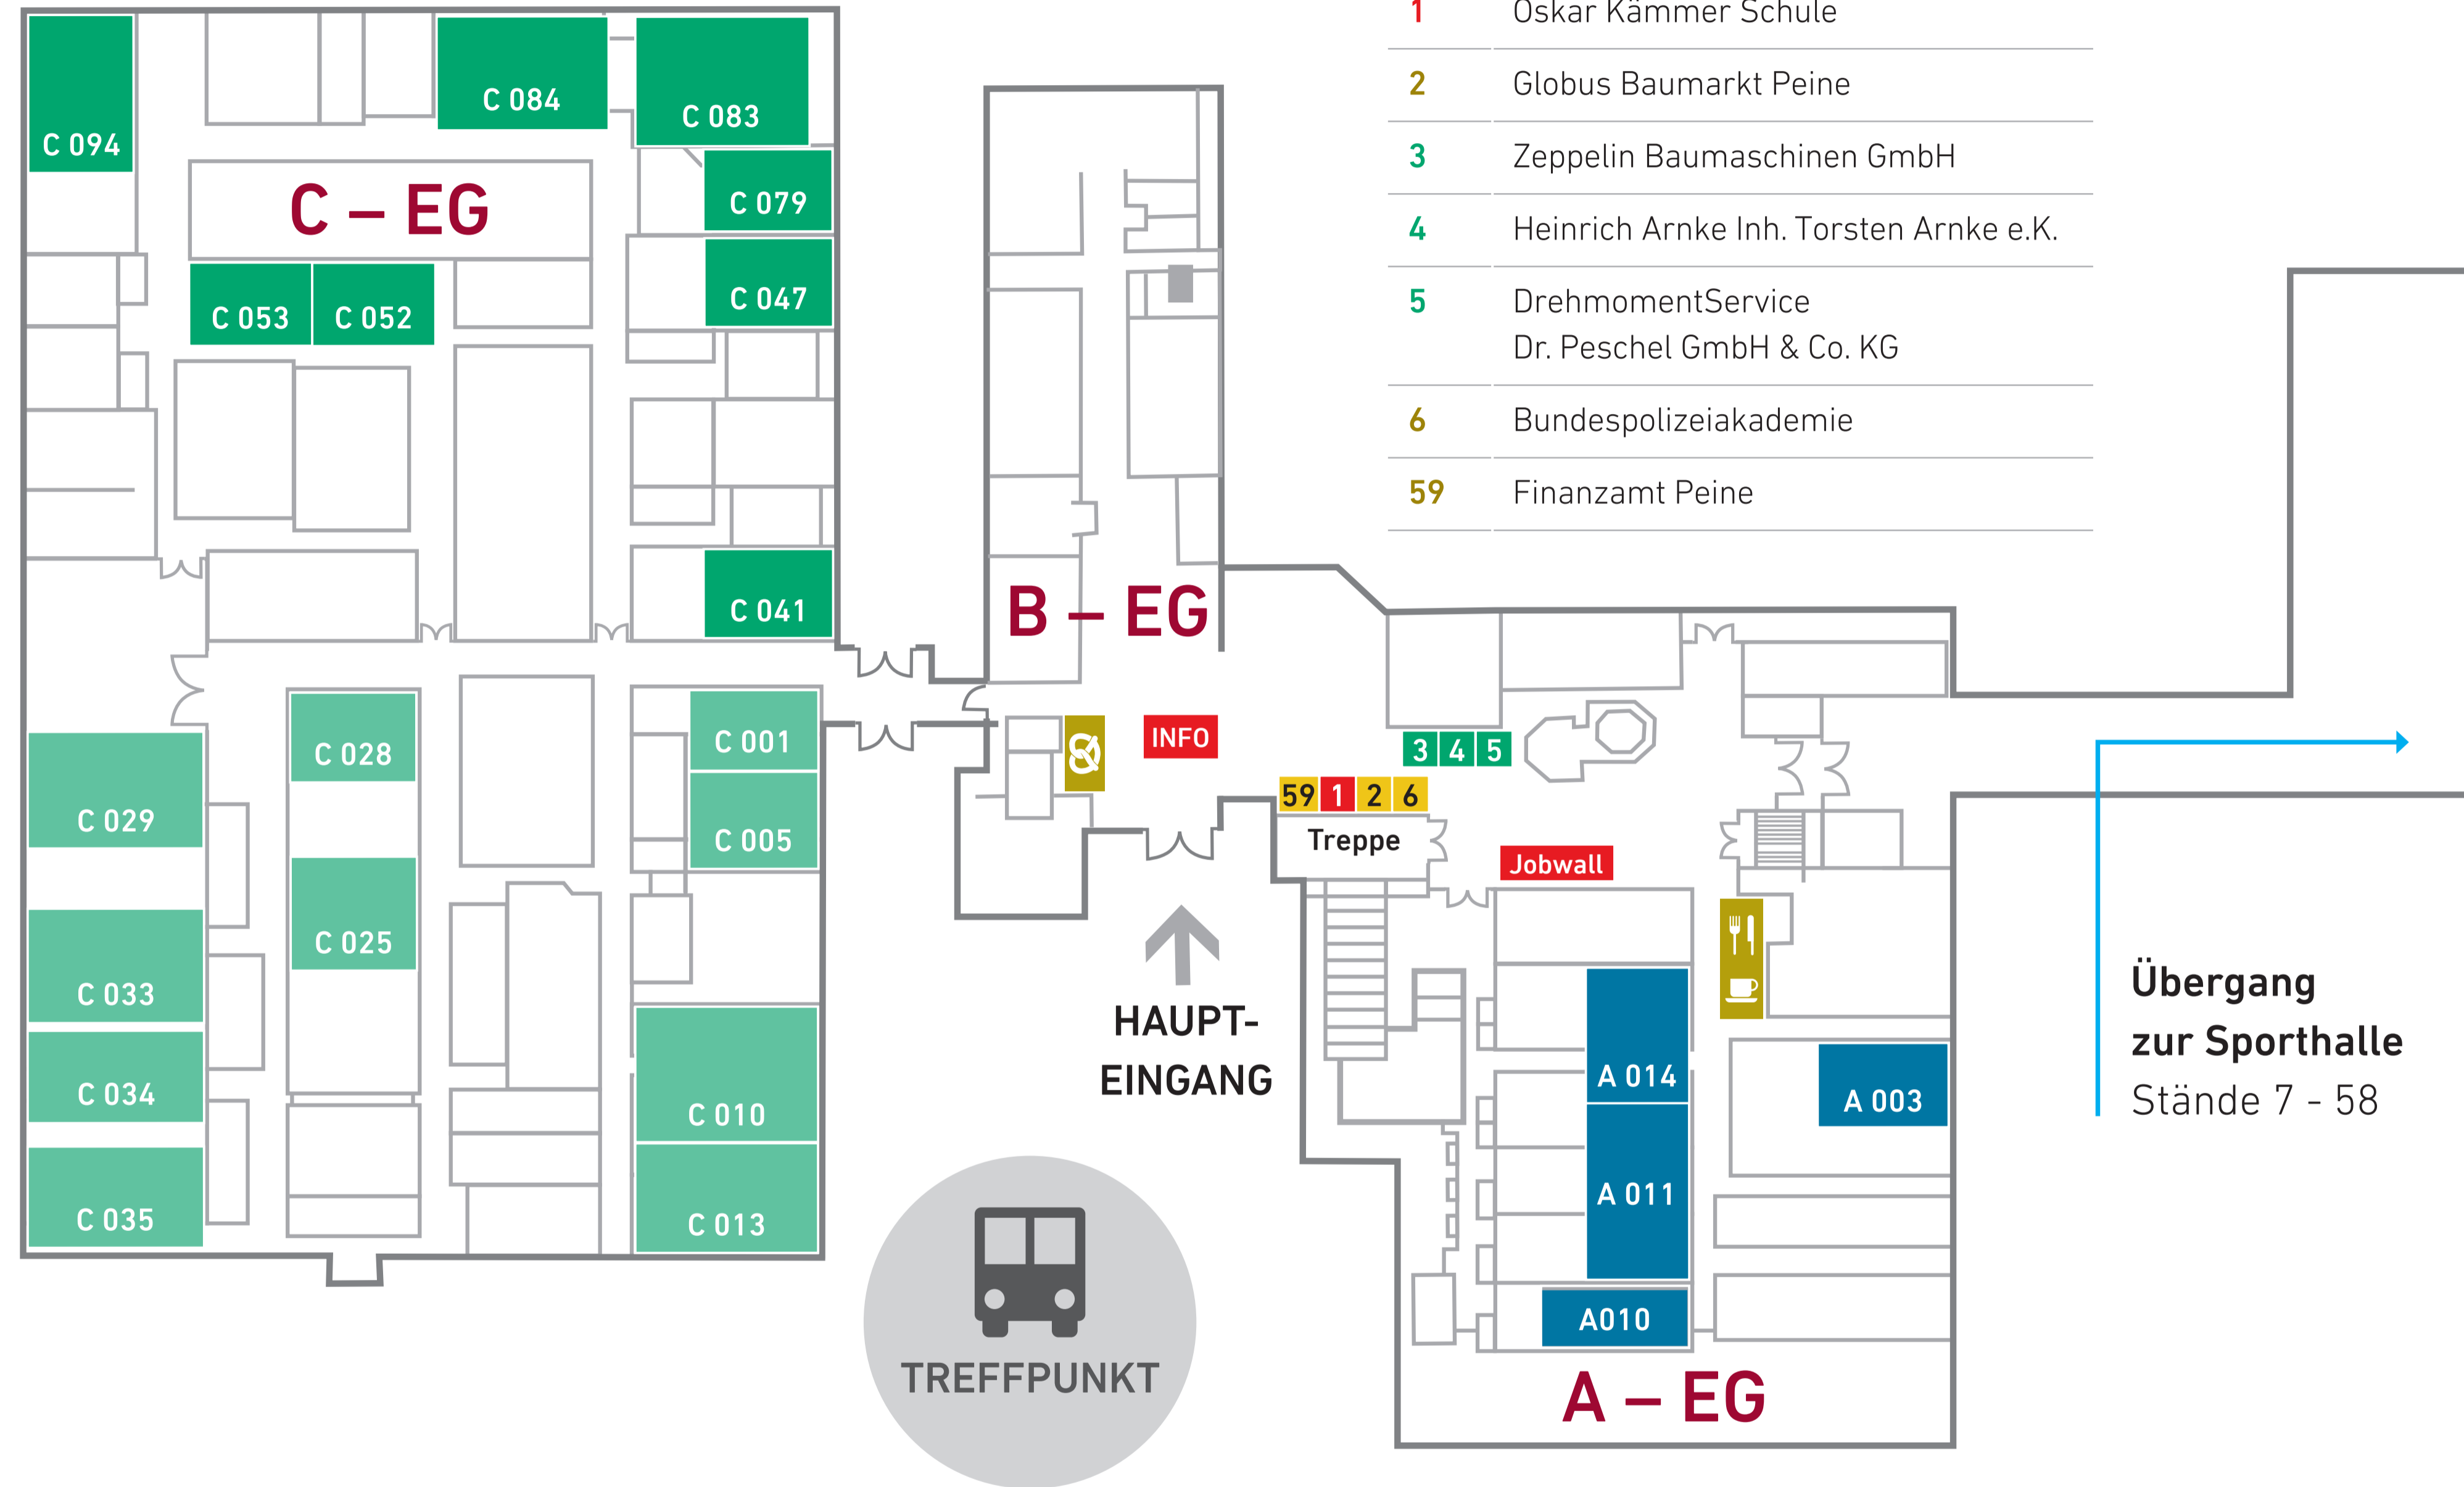 1 Oskar Kämmer Schule
2 Globus Baumarkt Peine
3 Zeppelin Baumaschinen GmbH
4 Heinrich Arnke Inh. Torsten Arnke e.K.
5 DrehmomentService
Dr. Peschel GmbH & Co. KG
6 Bundespolizeiakademie
59 Finanzamt Peine
C 094
C 084
C 083
C – EG
C 079
C 047
C 053
C 052
C 041
C 001
C 028
C 005
C 029
C 025
C 033
C 034
C 010
C 035
C 013
B – EG
INFO
3 4 5
59 1 2 6
Treppe
Jobwall
HAUPT-
EINGANG
TREFFPUNKT
A 014
A 003
A 011
A010
A – EG
Übergang
zur Sporthalle
Stände 7 - 58